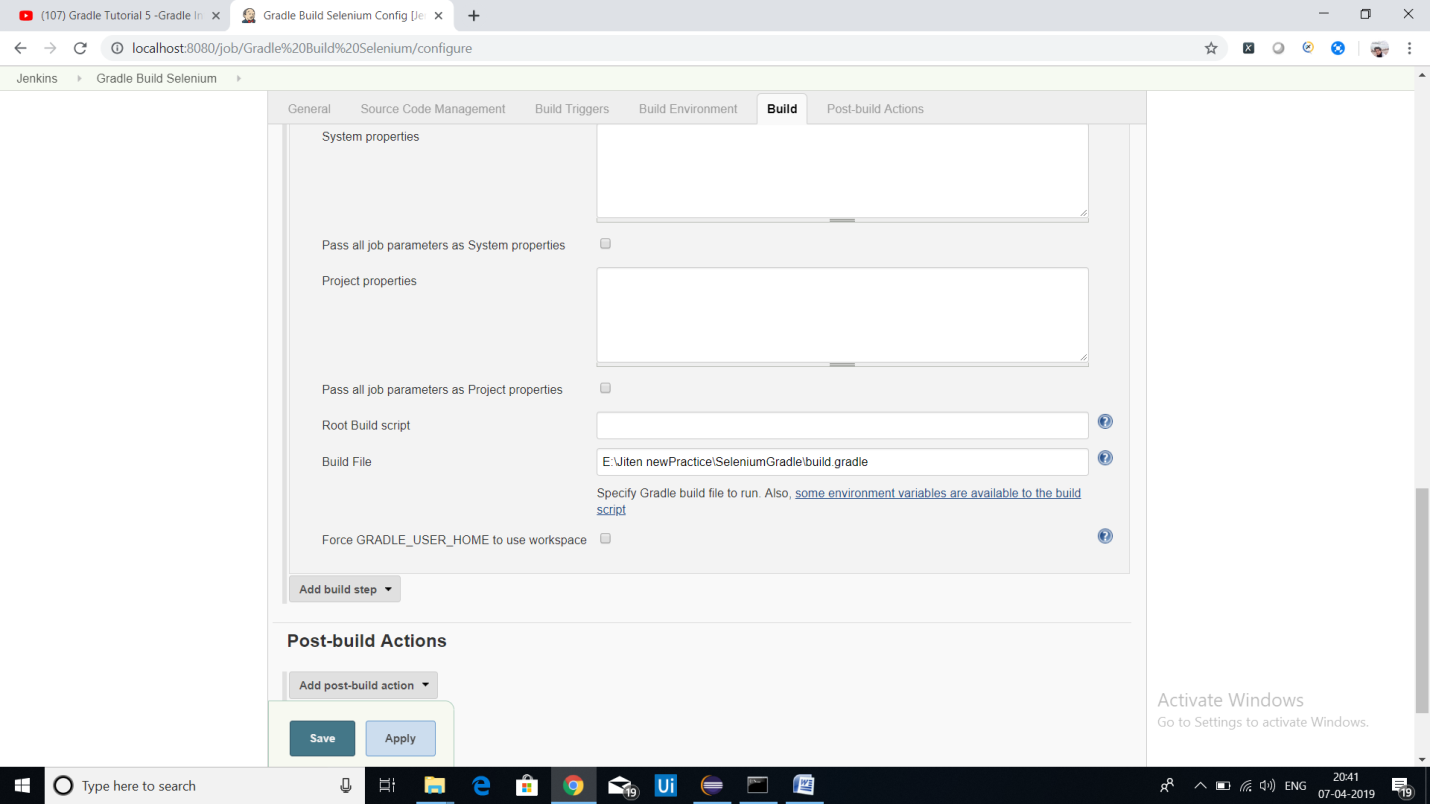 (107) Gradle Tutorial 5 -Gradle In
Gradle Build Selenium Config [Je
localhost:8080/job/Gradle%20Build%20Selenium/configure
Jenkins
Gradle Build Selenium
General
Source Code Management
Build Triggers
Build Environment
Build
Post-build Actions
System properties
Pass all job parameters as System properties
Project properties
Pass all job parameters as Project properties
Root Build script
Build File
E:\Jiten newPractice\SeleniumGradle\build.gradle
Specify Gradle build file to run. Also, some environment variables are available to the build
script
Force GRADLE_USER_HOME to use workspace
Add build step
Post-build Actions
Add post-build action
Save
Apply
Activate Windows
Go to Settings to activate Windows.
Type here to search
19
Ui
ENG
20:41
07-04-2019
19